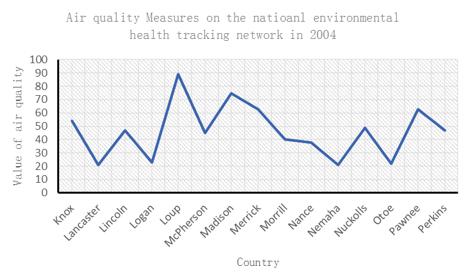 Air quality Measures on the natioanl environmental
health tracking network in 2004
Value of air quality
100
90
80
70
60
50
40
30
20
10
0
Knox
Lancaster
Lincoln
Logan
Loup
McPherson
Madison
Merrick
Morrill
Nance
Nemaha
Nuckolls
Otoe
Pawnee
Perkins
Country